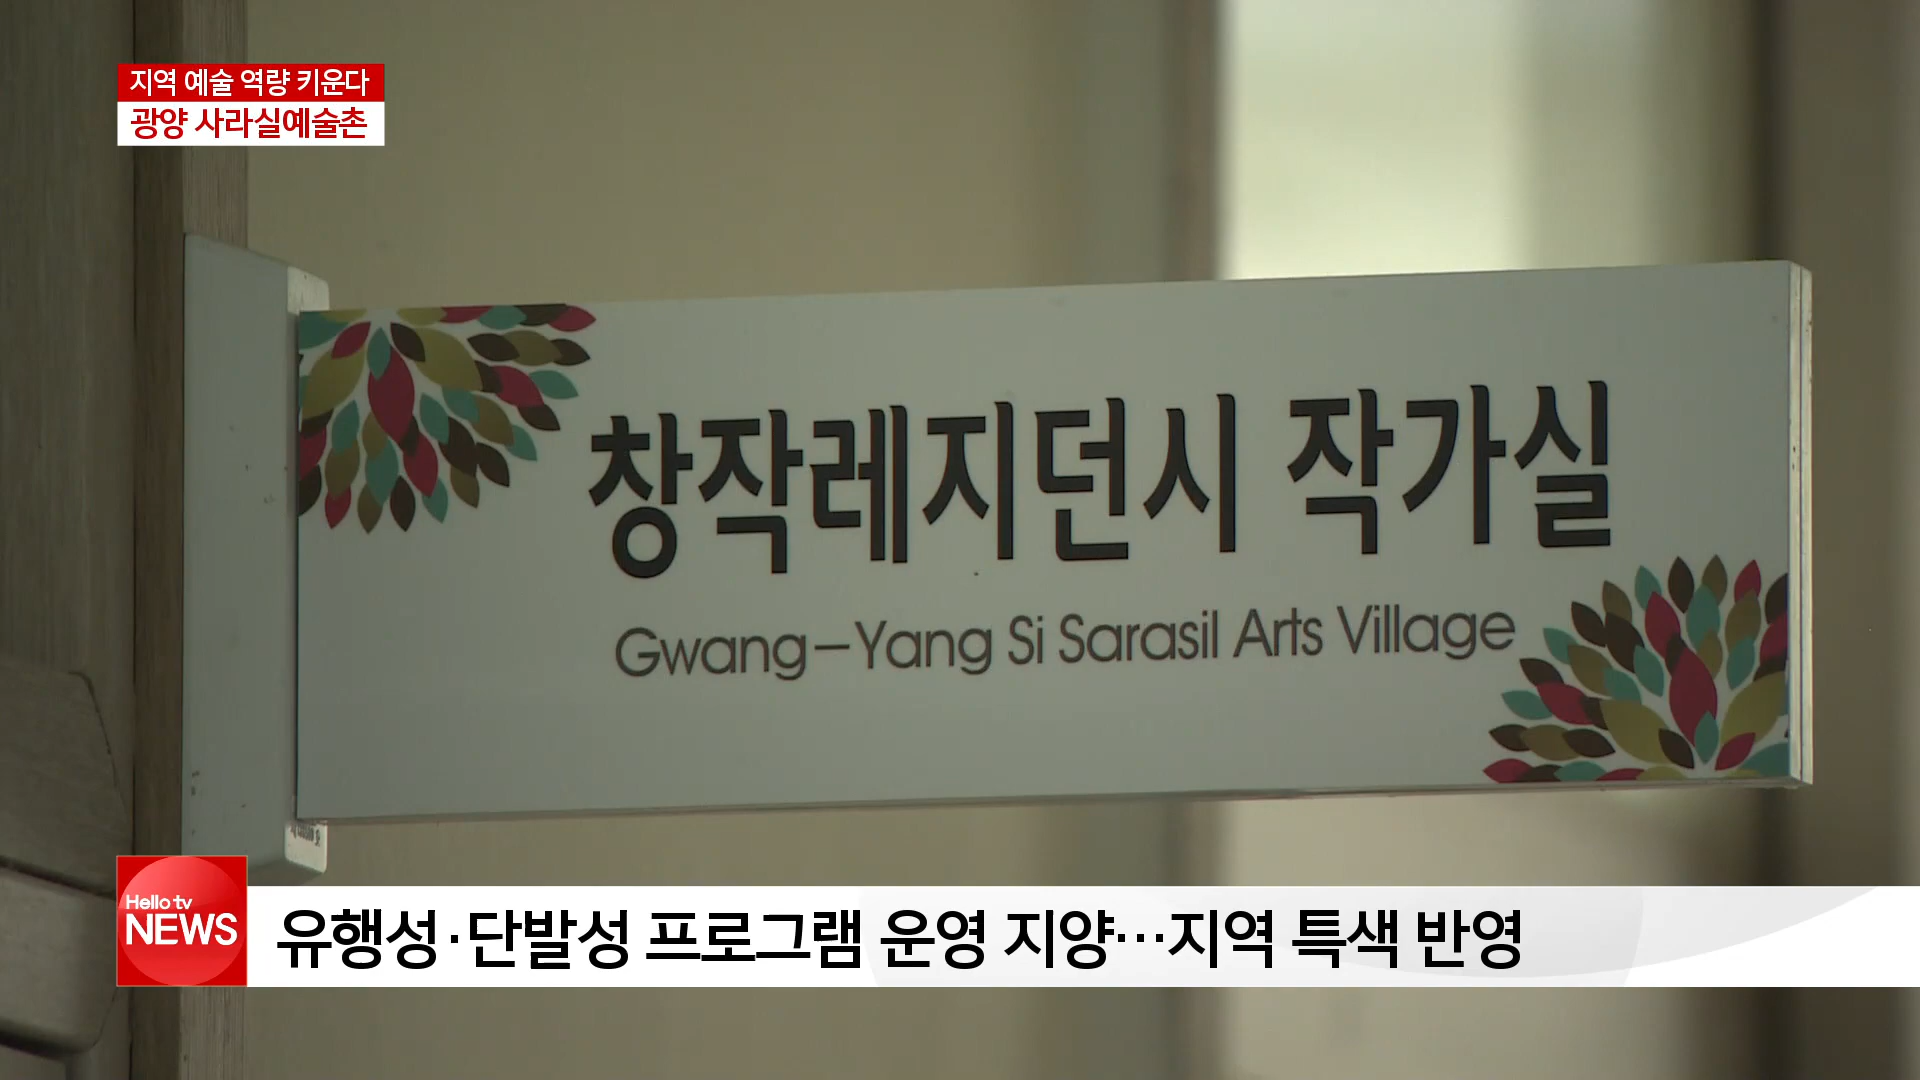 지역 예술 역량 키운다
광양 사라실예술촌
창작레지던시 작가실
Gwang-Yang Si Sarasil Arts Village
Hello tv
NEWS
유행성·단발성 프로그램 운영 지양…지역 특색 반영